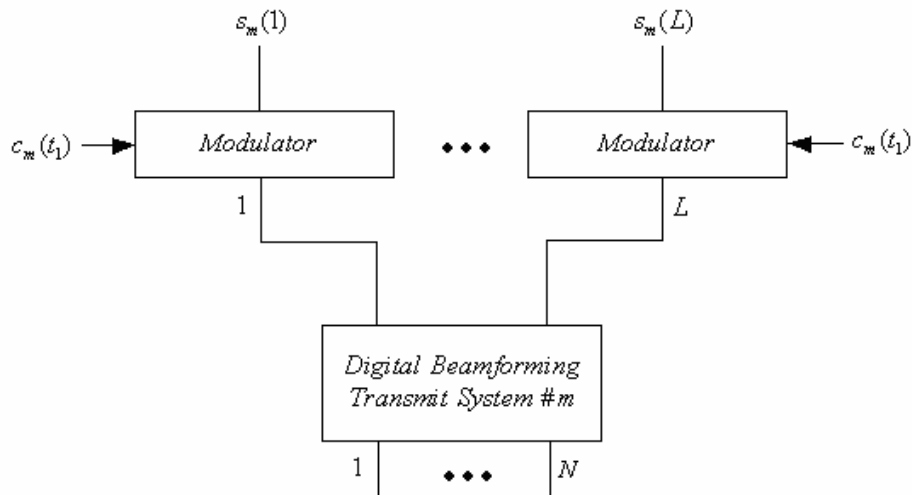 s_m(1) s_m(L)
c_m(t_1) Modulator ••• Modulator c_m(t_1)
1 L
Digital Beamforming
Transmit System #m
1 ••• N